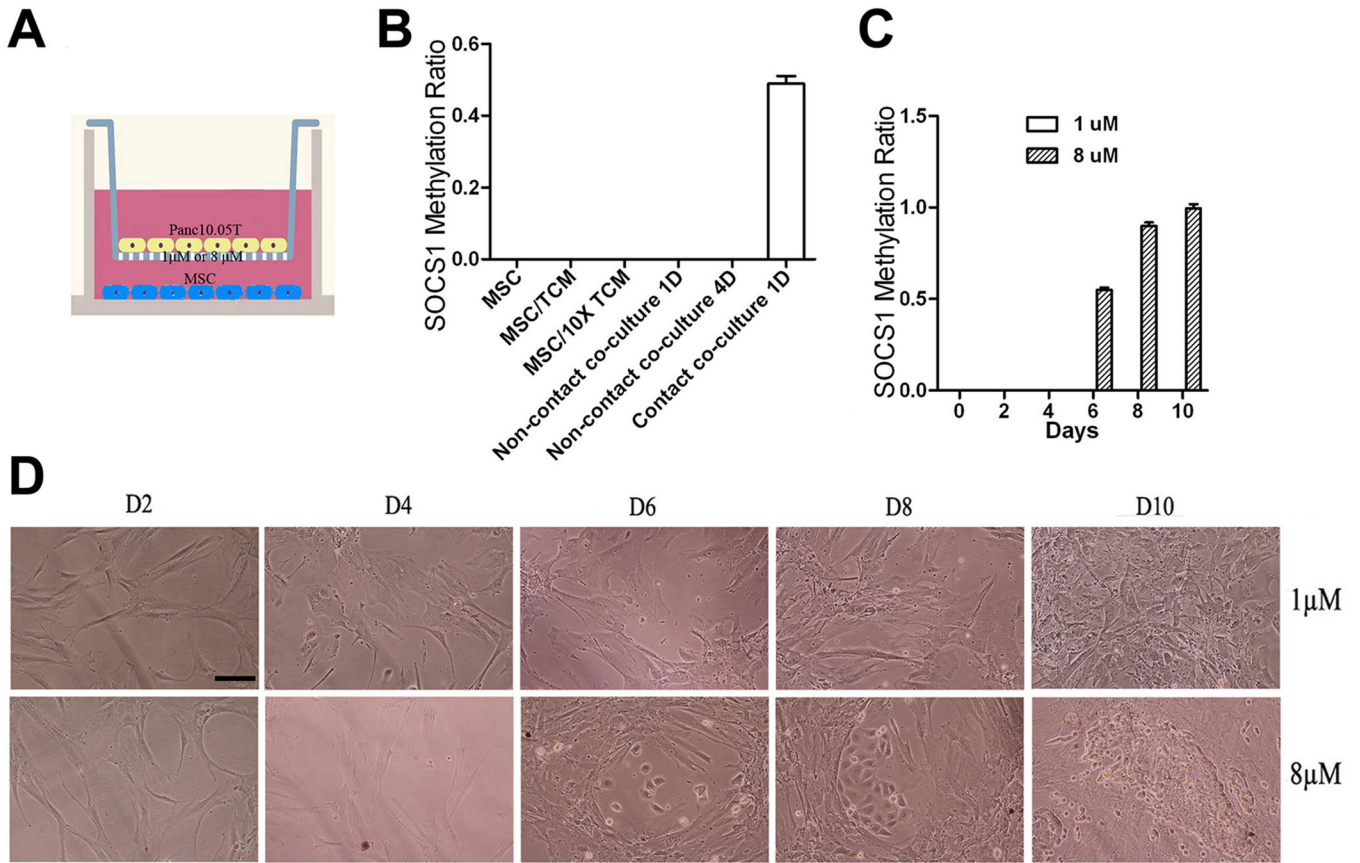 A
Panc10.05T
1μM or 8 μM
MSC
B
SOCS1 Methylation Ratio
0.6
0.4
0.2
0.0
MSC
MSC/TCM
MSC/10X TCM
Non-contact co-culture 1D
Non-contact co-culture 4D
Contact co-culture 1D
C
SOCS1 Methylation Ratio
1.5
1.0
0.5
0.0
1 uM
8 uM
0 2 4 6 8 10
Days
D
D2 D4 D6 D8 D10
1μM
8μM